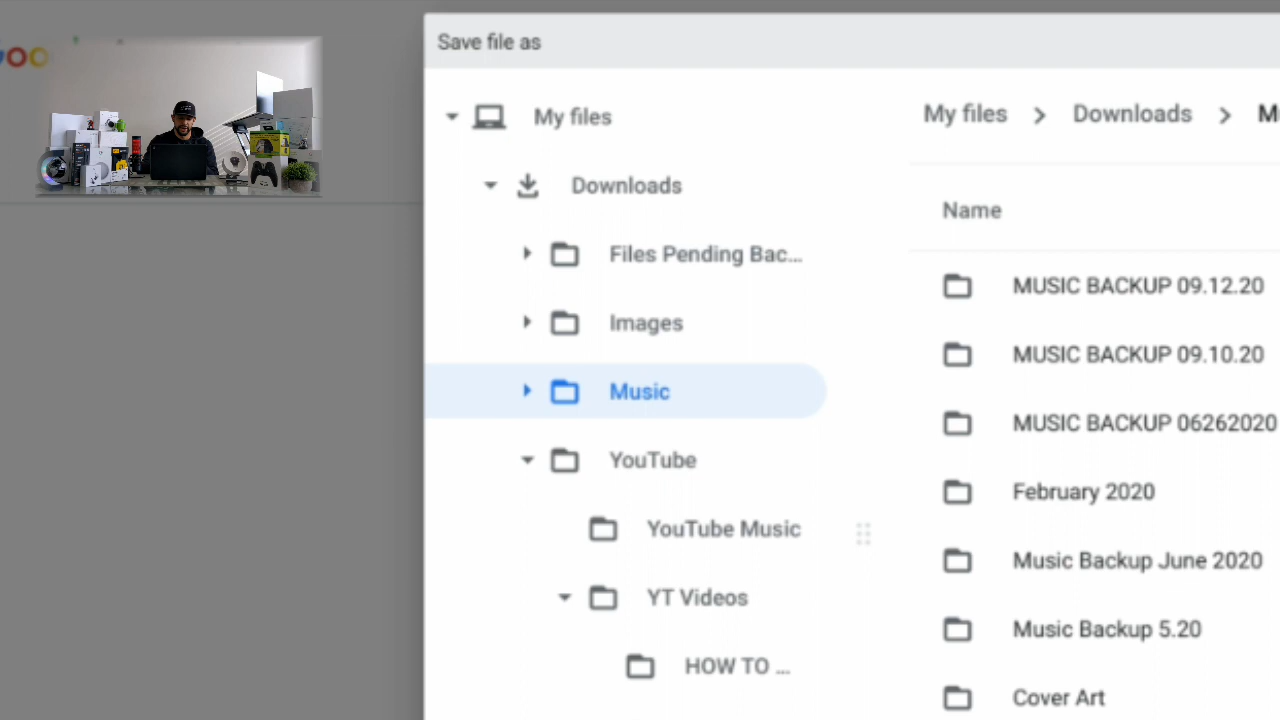 Save file as
My files
Downloads
Files Pending Bac...
Images
Music
YouTube
YouTube Music
YT Videos
HOW TO ...
My files > Downloads > M
Name
MUSIC BACKUP 09.12.20
MUSIC BACKUP 09.10.20
MUSIC BACKUP 06262020
February 2020
Music Backup June 2020
Music Backup 5.20
Cover Art